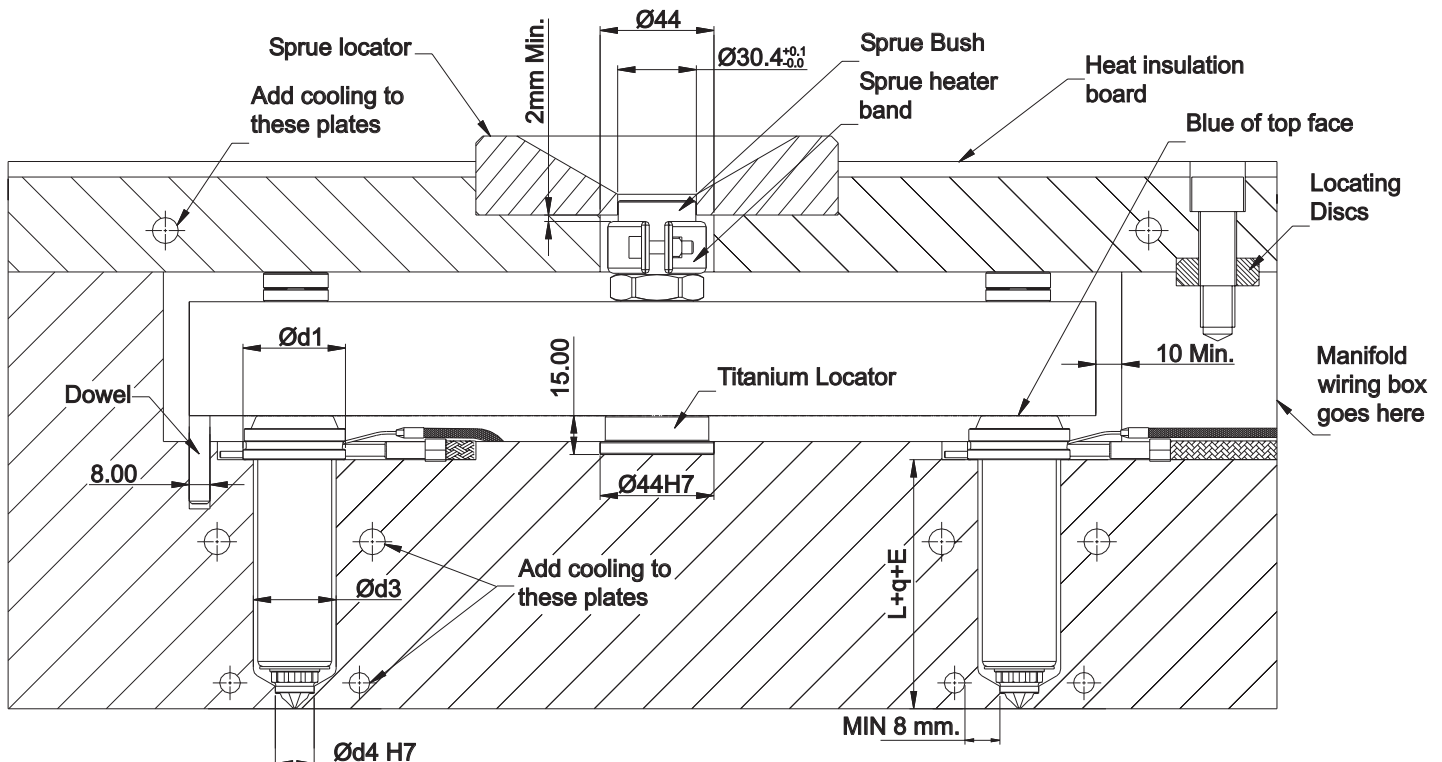 Ø44
Sprue locator
2mm Min.
Ø30.4 +0.1 -0.0
Sprue Bush
Sprue heater
band
Heat insulation
board
Add cooling to
these plates
Blue of top face
Locating
Discs
Ød1
15.00
Titanium Locator
10 Min.
Manifold
wiring box
goes here
Dowel
8.00
Ø44H7
Add cooling to
these plates
Ød3
L+q+E
MIN 8 mm.
Ød4 H7